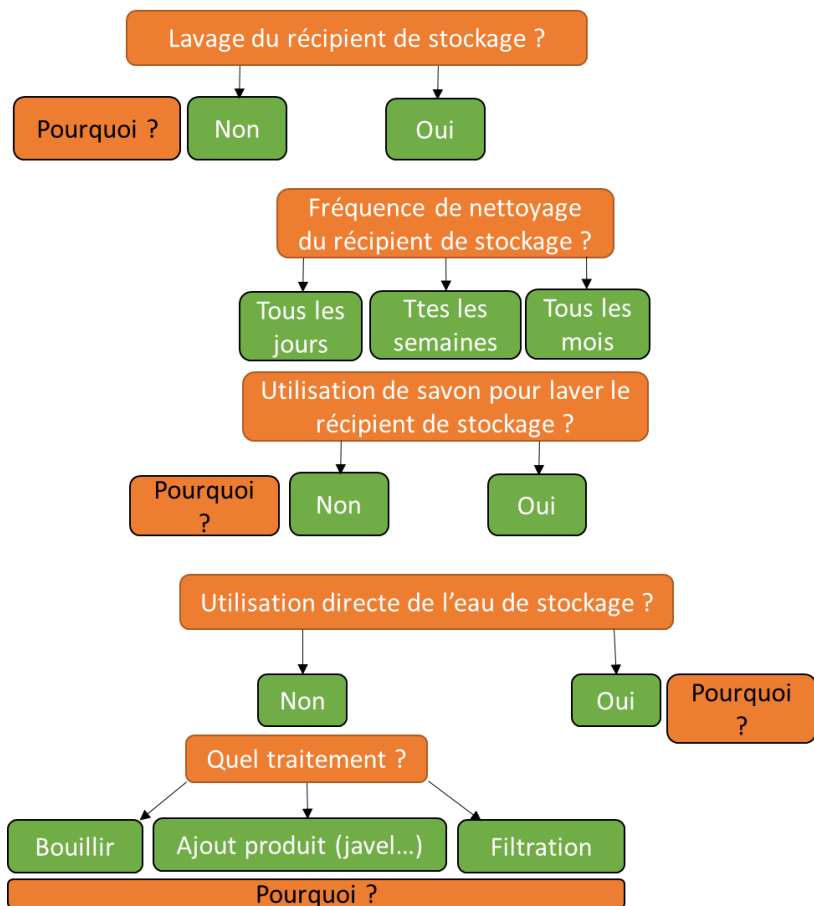 Lavage du récipient de stockage ?
Pourquoi ?
Non
Oui
Fréquence de nettoyage
du récipient de stockage ?
Tous les
jours
Ttes les
semaines
Tous les
mois
Utilisation de savon pour laver le
récipient de stockage ?
Pourquoi
?
Non
Oui
Utilisation directe de l’eau de stockage ?
Non
Oui
Pourquoi
?
Quel traitement ?
Bouillir
Ajout produit (javel…)
Filtration
Pourquoi ?